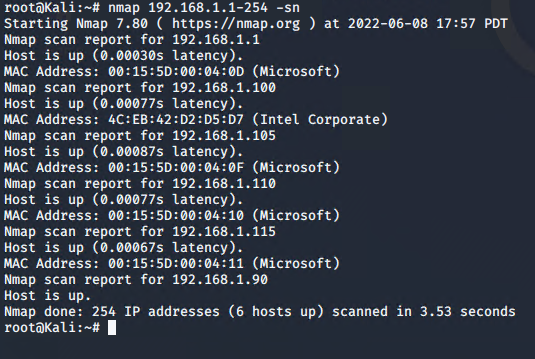 root@Kali:~# nmap 192.168.1.1-254 -sn
Starting Nmap 7.80 ( https://nmap.org ) at 2022-06-08 17:57 PDT
Nmap scan report for 192.168.1.1
Host is up (0.00030s latency).
MAC Address: 00:15:5D:00:04:0D (Microsoft)
Nmap scan report for 192.168.1.100
Host is up (0.00077s latency).
MAC Address: 4C:EB:42:D2:D5:D7 (Intel Corporate)
Nmap scan report for 192.168.1.105
Host is up (0.00087s latency).
MAC Address: 00:15:5D:00:04:0F (Microsoft)
Nmap scan report for 192.168.1.110
Host is up (0.00077s latency).
MAC Address: 00:15:5D:00:04:10 (Microsoft)
Nmap scan report for 192.168.1.115
Host is up (0.00067s latency).
MAC Address: 00:15:5D:00:04:11 (Microsoft)
Nmap scan report for 192.168.1.90
Host is up.
Nmap done: 254 IP addresses (6 hosts up) scanned in 3.53 seconds
root@Kali:~#